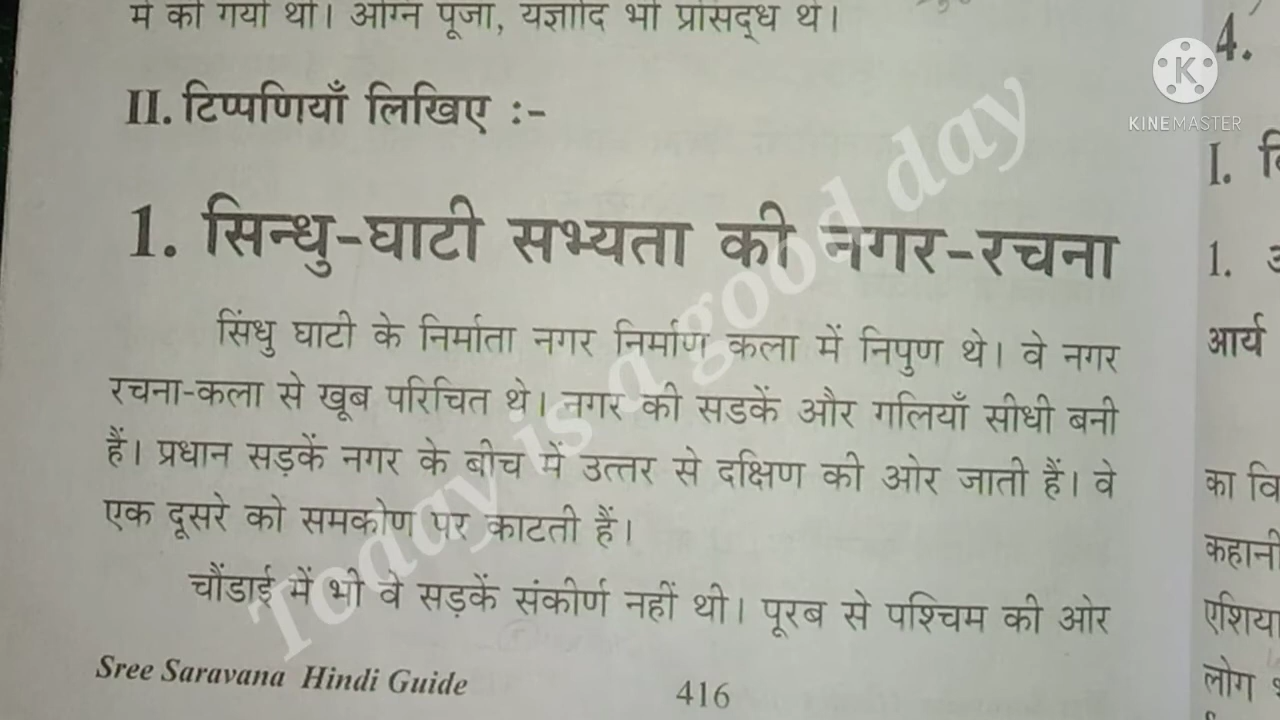 में की गयी थी। अग्नि पूजा, यज्ञादि भी प्रसिद्ध थे।
II. टिप्पणियाँ लिखिए :-
1. सिन्धु-घाटी सभ्यता की नगर-रचना
सिंधु घाटी के निर्माता नगर निर्माण कला में निपुण थे। वे नगर
रचना-कला से खूब परिचित थे। नगर की सडकें और गलियाँ सीधी बनी
हैं। प्रधान सड़कें नगर के बीच में उत्तर से दक्षिण की ओर जाती हैं। वे
एक दूसरे को समकोण पर काटती हैं।
चौंडाई में भी वे सड़कें संकीर्ण नहीं थी। पूरब से पश्चिम की ओर
Sree Saravana Hindi Guide
416
Today is a good day
4.
K
KINEMASTER
I.
1.
आर्य
का
कहानी
एशिया
लोग